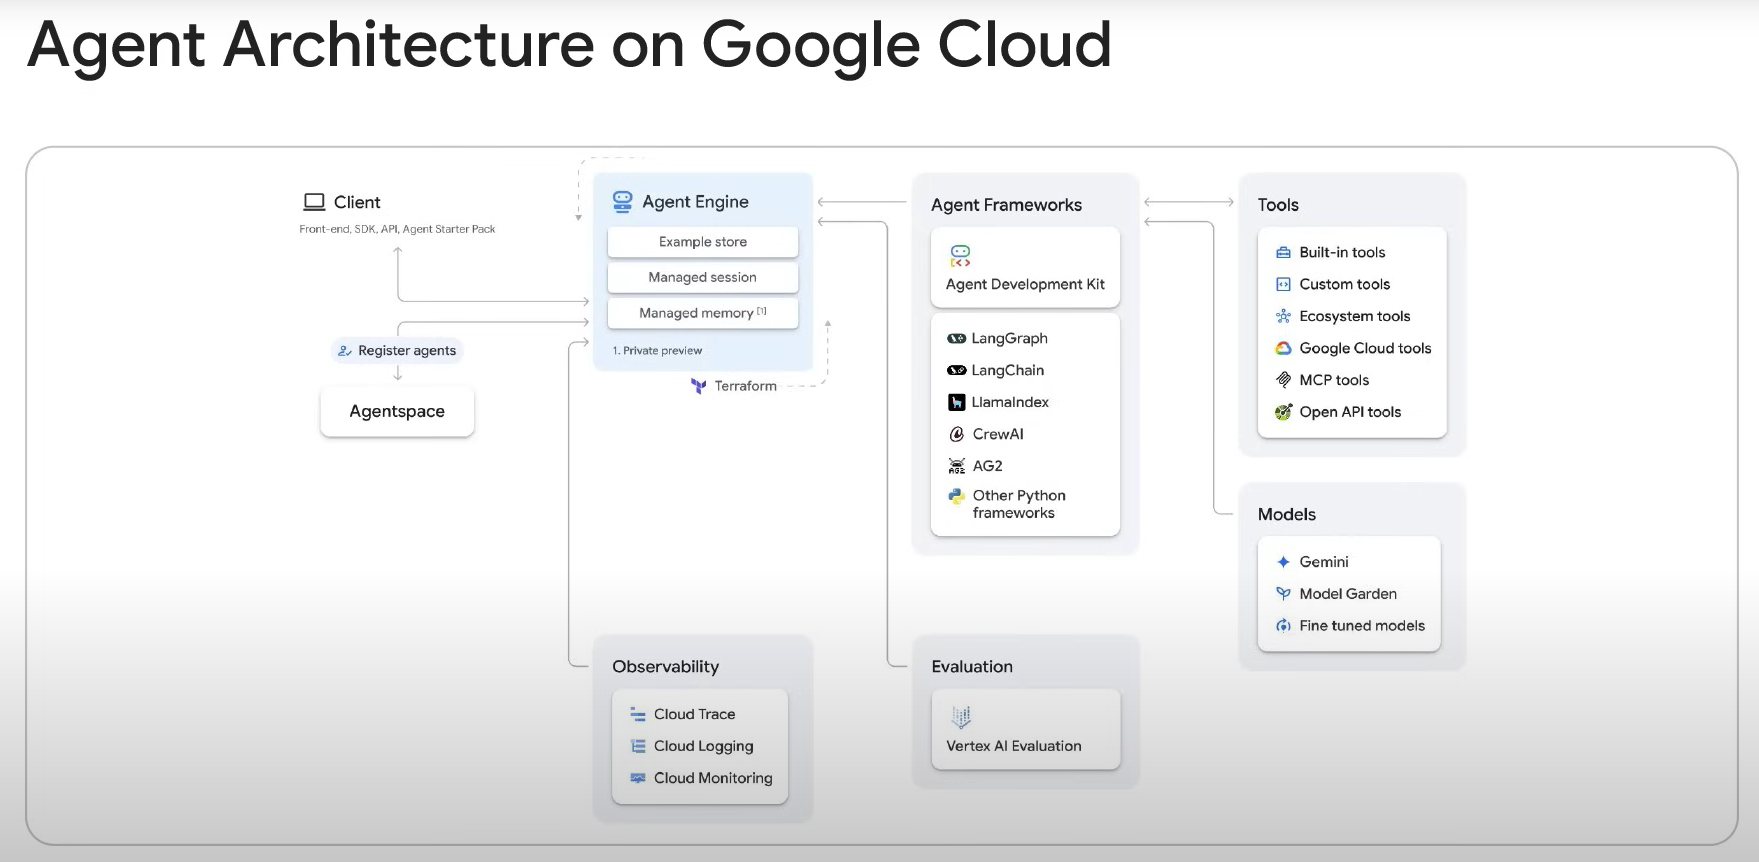 Agent Architecture on Google Cloud
Client
Front-end, SDK, API, Agent Starter Pack
Register agents
Agentspace
Agent Engine
Example store
Managed session
Managed memory [1]
1. Private preview
Terraform
Agent Frameworks
Agent Development Kit
LangGraph
LangChain
LlamaIndex
CrewAI
AG2
AG2
Other Python
frameworks
Tools
Built-in tools
Custom tools
Ecosystem tools
Google Cloud tools
MCP tools
Open API tools
Models
Gemini
Model Garden
Fine tuned models
Observability
Cloud Trace
Cloud Logging
Cloud Monitoring
Evaluation
Vertex AI Evaluation